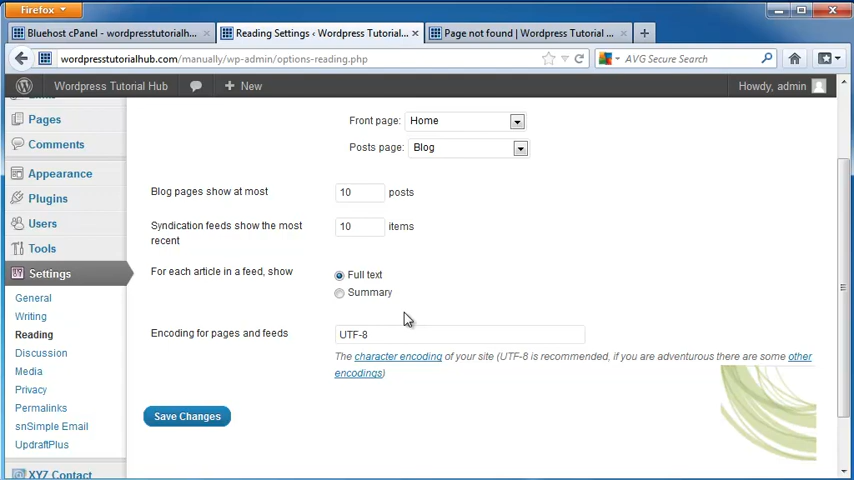 Firefox
Bluehost cPanel - wordpresstutorialh...
Reading Settings ‹ Wordpress Tutorial...
Page not found | Wordpress Tutorial ...
wordpresstutorialhub.com/manually/wp-admin/options-reading.php
AVG Secure Search
Wordpress Tutorial Hub
New
Howdy, admin
Pages
Comments
Appearance
Plugins
Users
Tools
Settings
General
Writing
Reading
Discussion
Media
Privacy
Permalinks
snSimple Email
UpdraftPlus
XYZ Contact
Front page: Home
Posts page: Blog
Blog pages show at most 10 posts
Syndication feeds show the most
recent
10 items
For each article in a feed, show
Full text
Summary
Encoding for pages and feeds UTF-8
The character encoding of your site (UTF-8 is recommended, if you are adventurous there are some other
encodings)
Save Changes